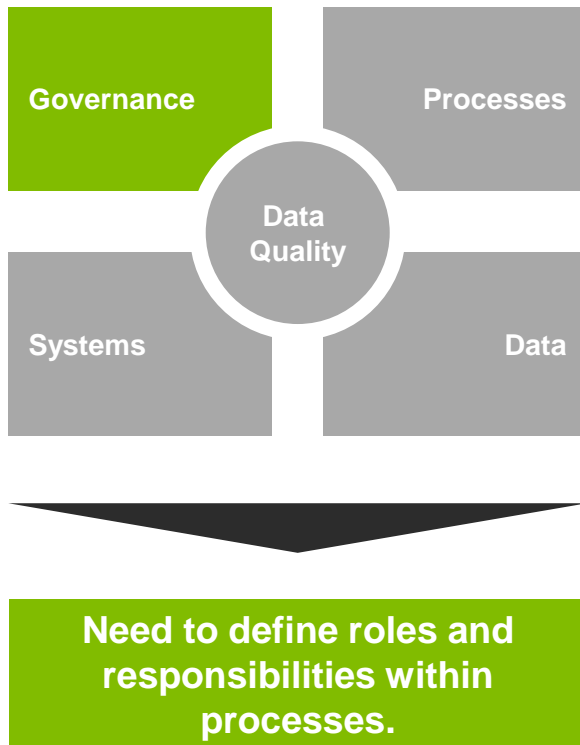 Governance
Processes
Data
Quality
Systems
Data
Need to define roles and
responsibilities within
processes.